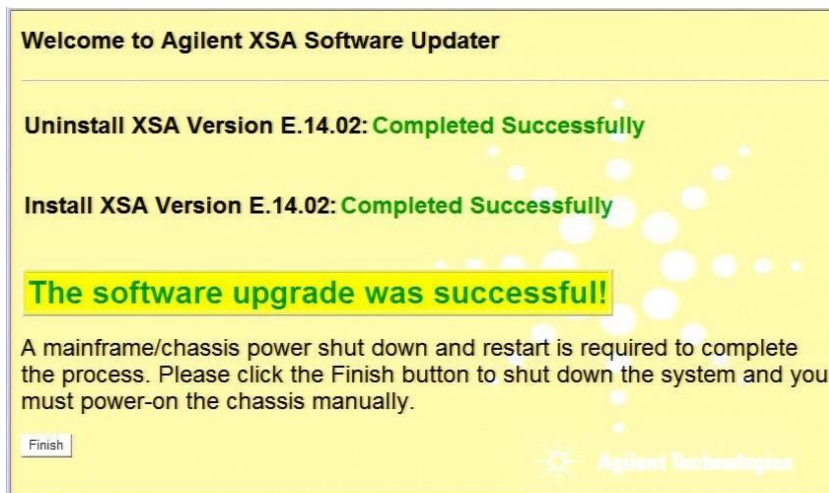 Welcome to Agilent XSA Software Updater
Uninstall XSA Version E.14.02: Completed Successfully
Install XSA Version E.14.02: Completed Successfully
The software upgrade was successful!
A mainframe/chassis power shut down and restart is required to complete
the process. Please click the Finish button to shut down the system and you
must power-on the chassis manually.
Finish
Agilent Technologies